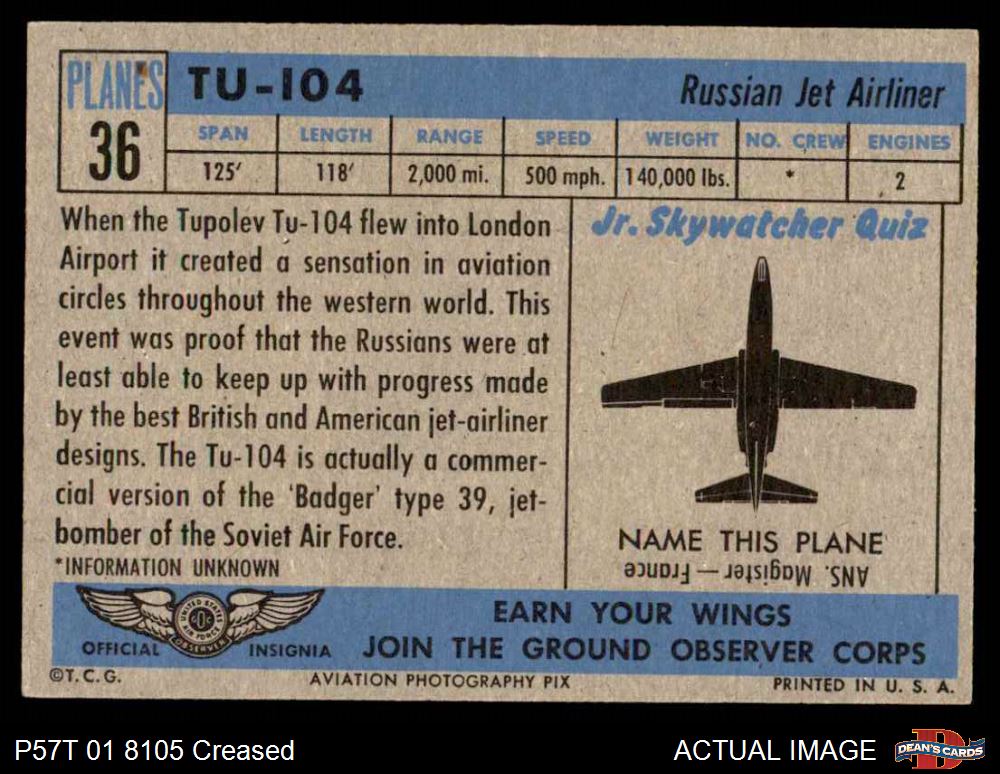 PLANES
36
TU-104
Russian Jet Airliner
SPAN LENGTH RANGE SPEED WEIGHT NO. CREW ENGINES
125′ 118′ 2,000 mi. 500 mph. 140,000 lbs. * 2
When the Tupolev Tu-104 flew into London
Airport it created a sensation in aviation
circles throughout the western world. This
event was proof that the Russians were at
least able to keep up with progress made
by the best British and American jet-airliner
designs. The Tu-104 is actually a commer-
cial version of the 'Badger' type 39, jet-
bomber of the Soviet Air Force.
*INFORMATION UNKNOWN
Jr. Skywatcher Quiz
NAME THIS PLANE
ANS. Magister — France
UNITED STATES
GOC
AIR FORCE
OBSERVER
OFFICIAL INSIGNIA
EARN YOUR WINGS
JOIN THE GROUND OBSERVER CORPS
©T.C.G.
AVIATION PHOTOGRAPHY PIX
PRINTED IN U. S. A.
P57T 01 8105 Creased
ACTUAL IMAGE
D
DEAN'S CARDS